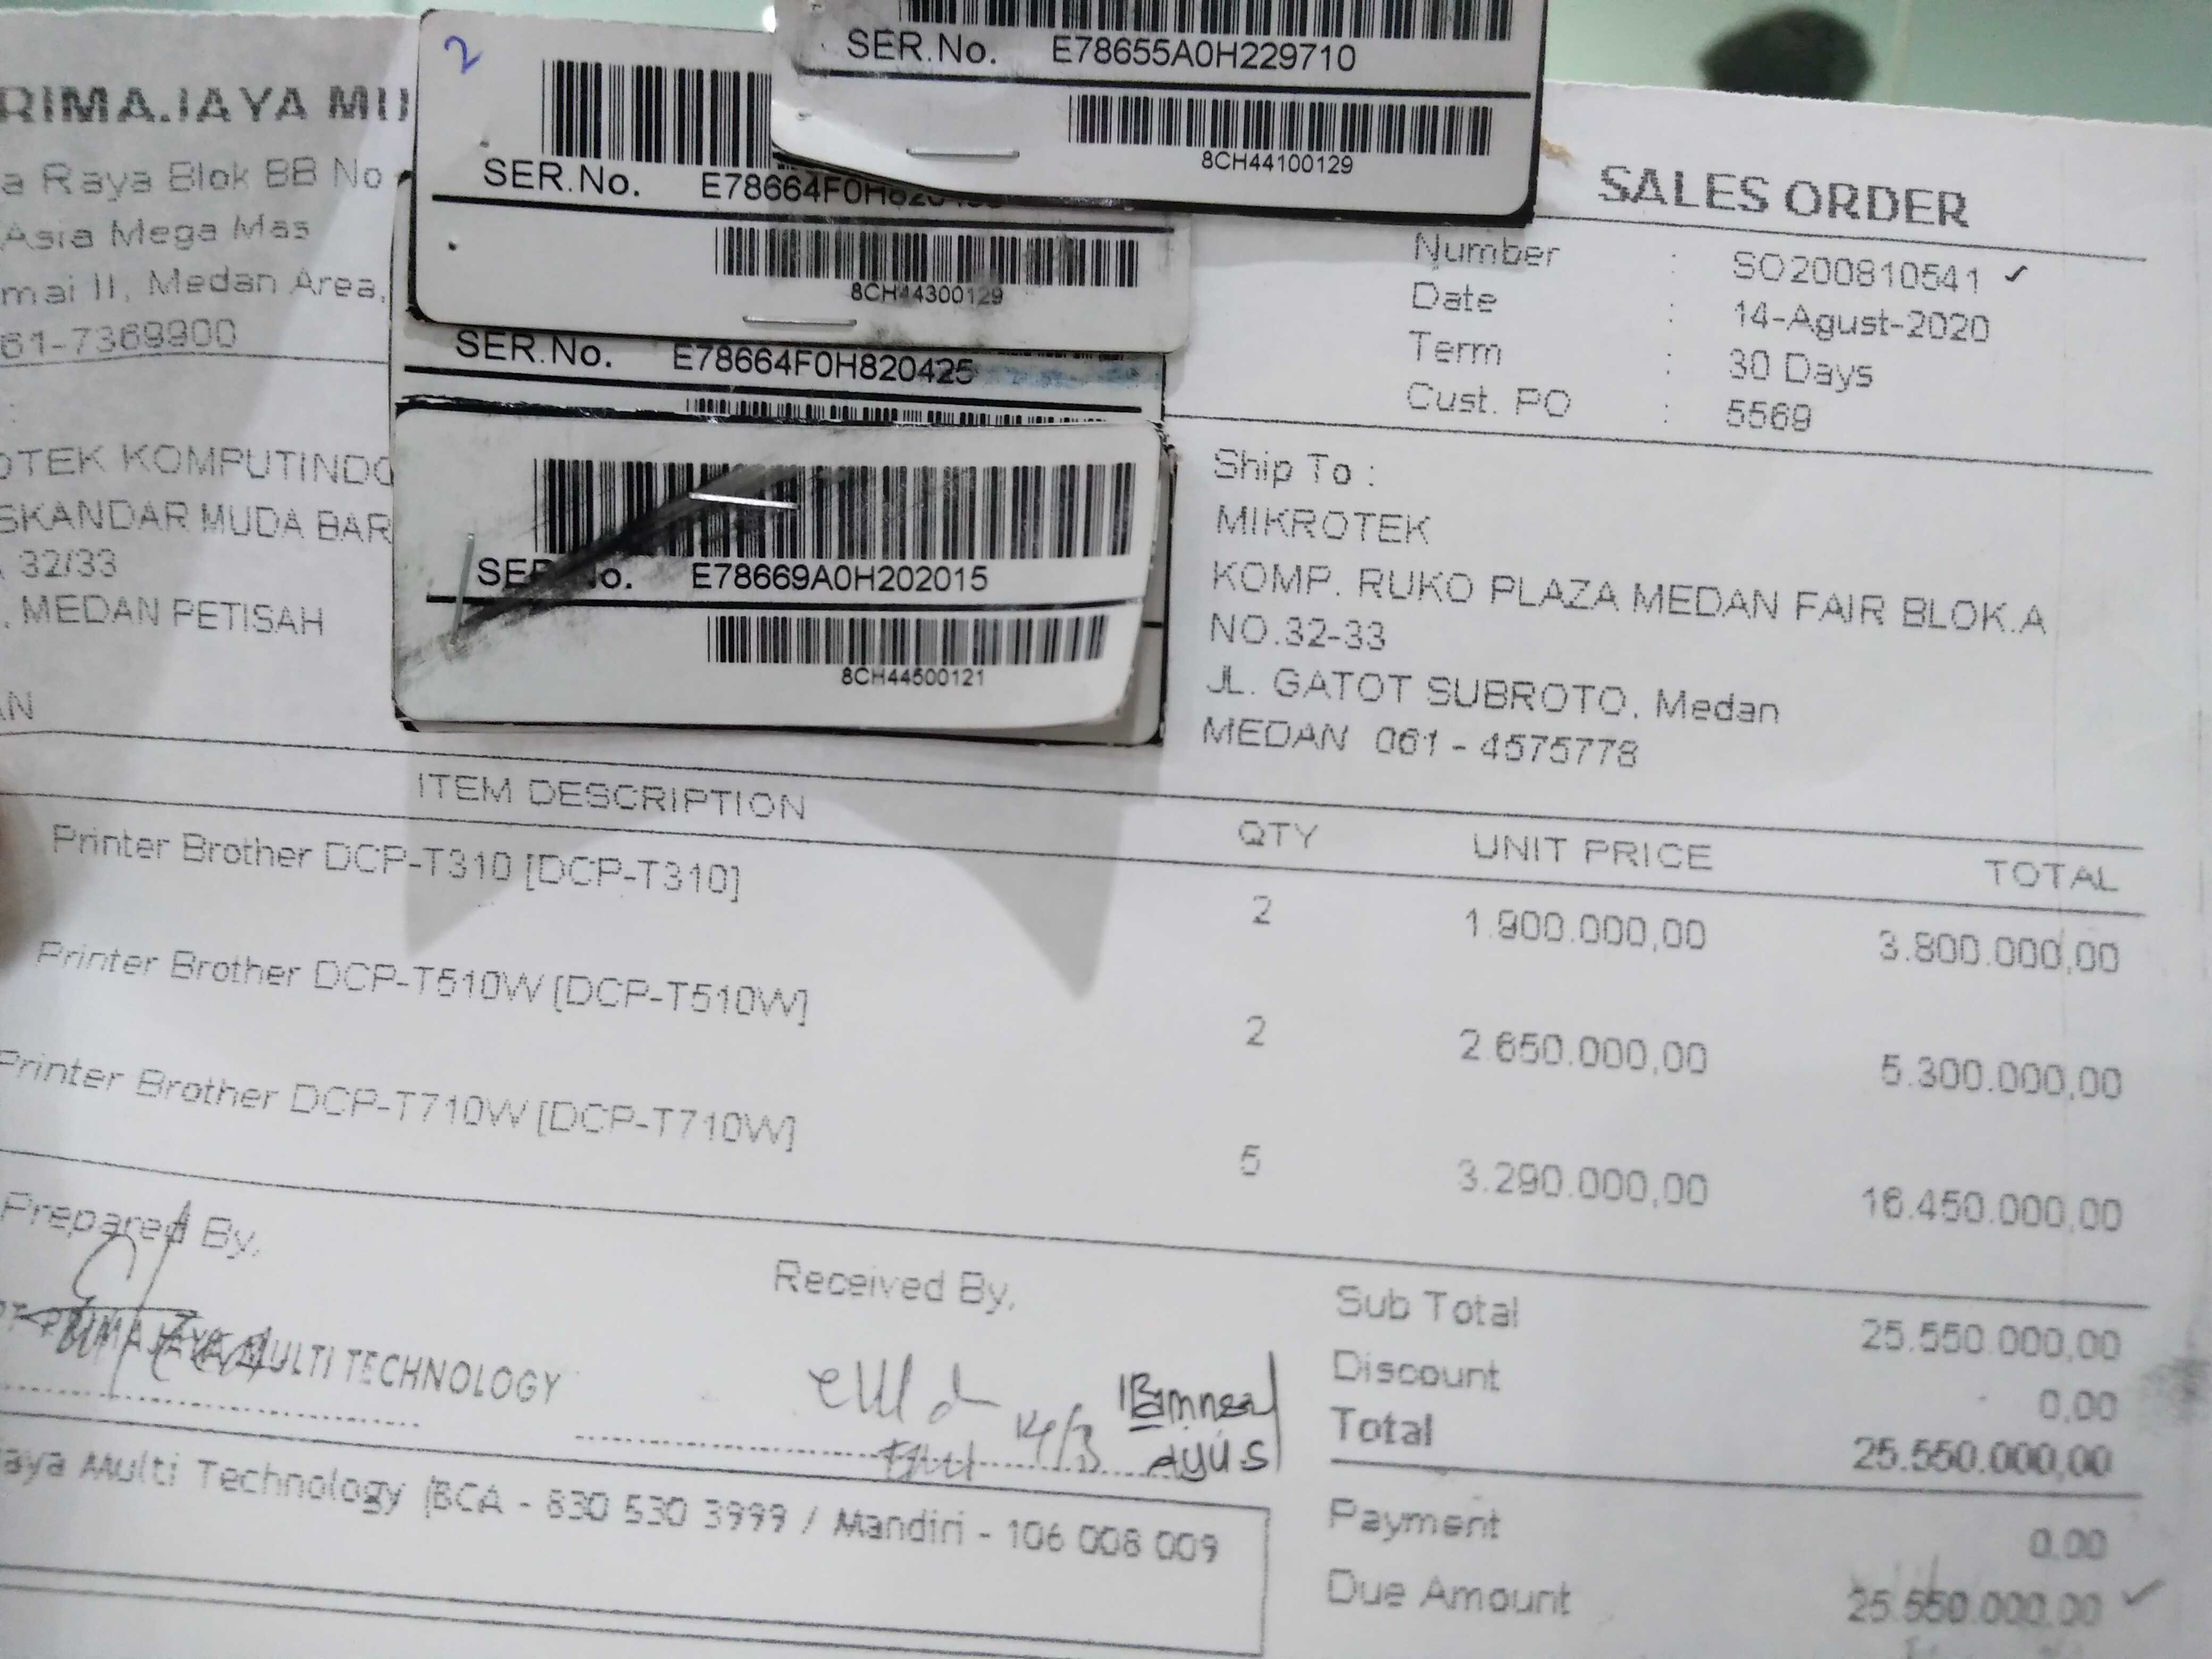 2
SER.No. E78655A0H229710
8CH44100129
SER.No.
8CH44300129
SER.No. E78664F0H820425
SER.No. E78669A0H202015
8CH44500121
RIMAJAYA MU
a Raya Blok BB No
Asia Mega Mas
mai II, Medan Area,
61-7369900
OTEK KOMPUTINDO
SKANDAR MUDA BAR
32/33
, MEDAN PETISAH
AN
SALES ORDER
Number : SO200810541
Date : 14-Agust-2020
Term : 30 Days
Cust. PO : 5569
Ship To :
MIKROTEK
KOMP. RUKO PLAZA MEDAN FAIR BLOK.A
NO.32-33
JL. GATOT SUBROTO. Medan
MEDAN 061 - 4575778
ITEM DESCRIPTION QTY UNIT PRICE TOTAL
Printer Brother DCP-T310 [DCP-T310] 2 1.900.000,00 3.800.000,00
Printer Brother DCP-T510W [DCP-T510W] 2 2.650.000,00 5.300.000,00
Printer Brother DCP-T710W [DCP-T710W] 5 3.290.000,00 16.450.000,00
Prepared By,
PT PRIMA JAYA MULTI TECHNOLOGY
Received By,
Sub Total 25.550.000,00
Discount 0,00
Total 25.550.000,00
Payment 0,00
Due Amount 25.550.000,00
aya Multi Technology (BCA - 830 530 3999 / Mandiri - 106 008 009